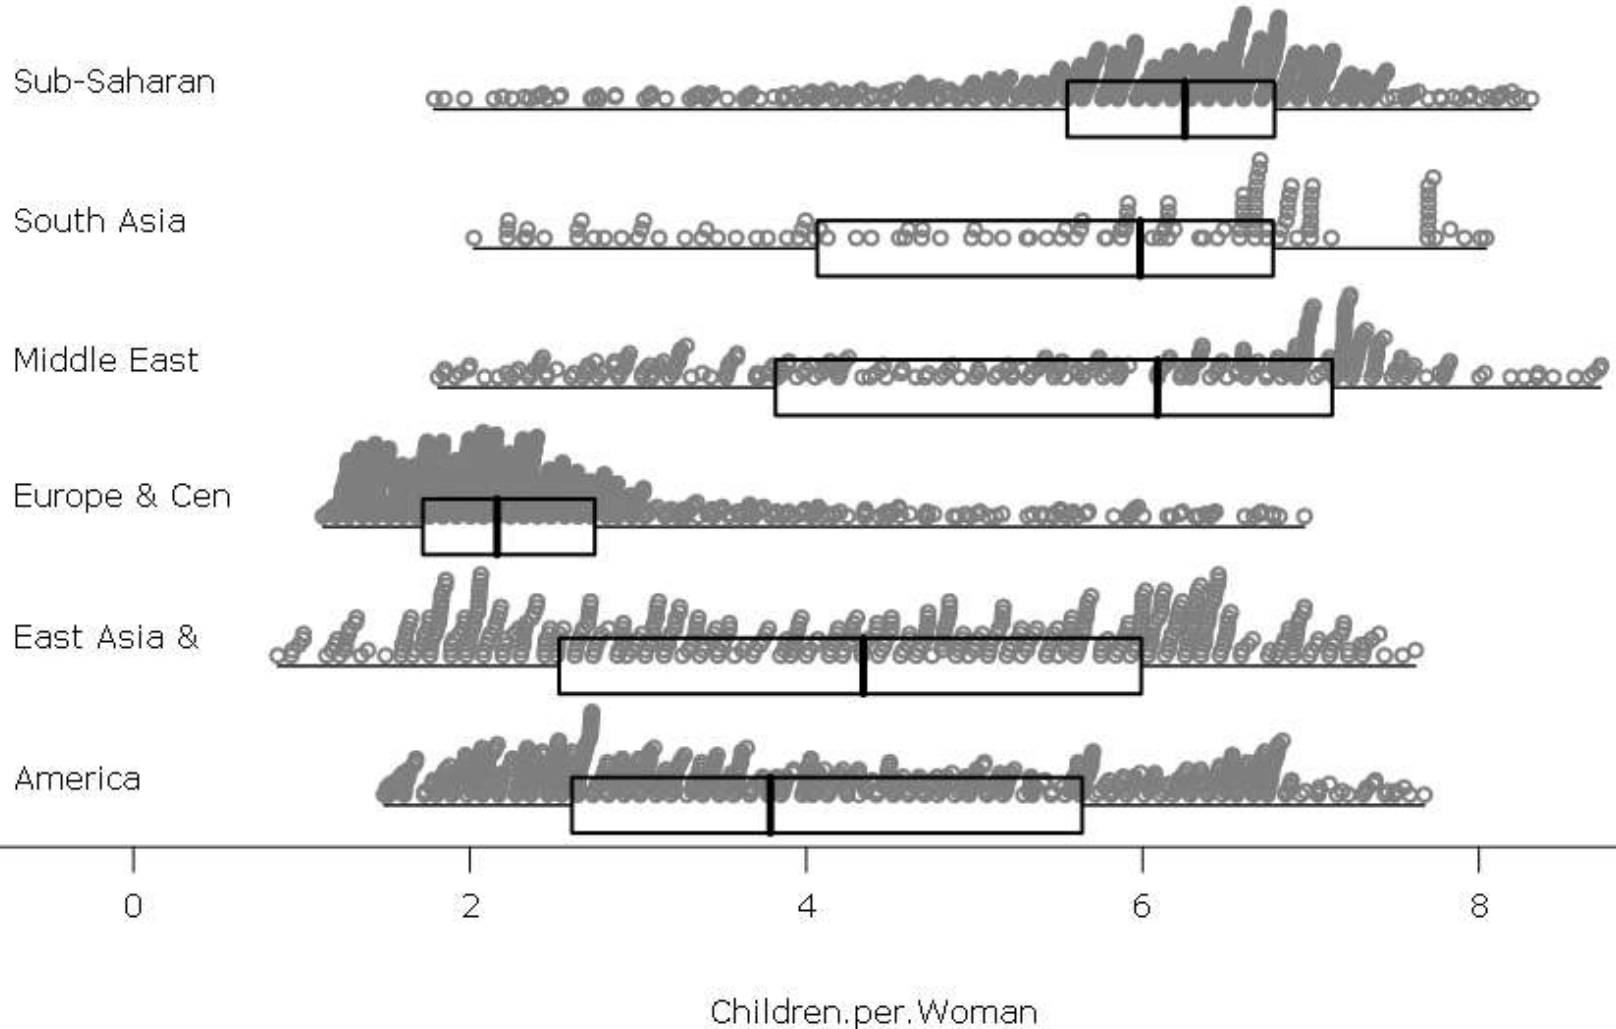 Sub-Saharan
South Asia
Middle East
Europe & Cen
East Asia &
America
0 2 4 6 8
Children.per.Woman